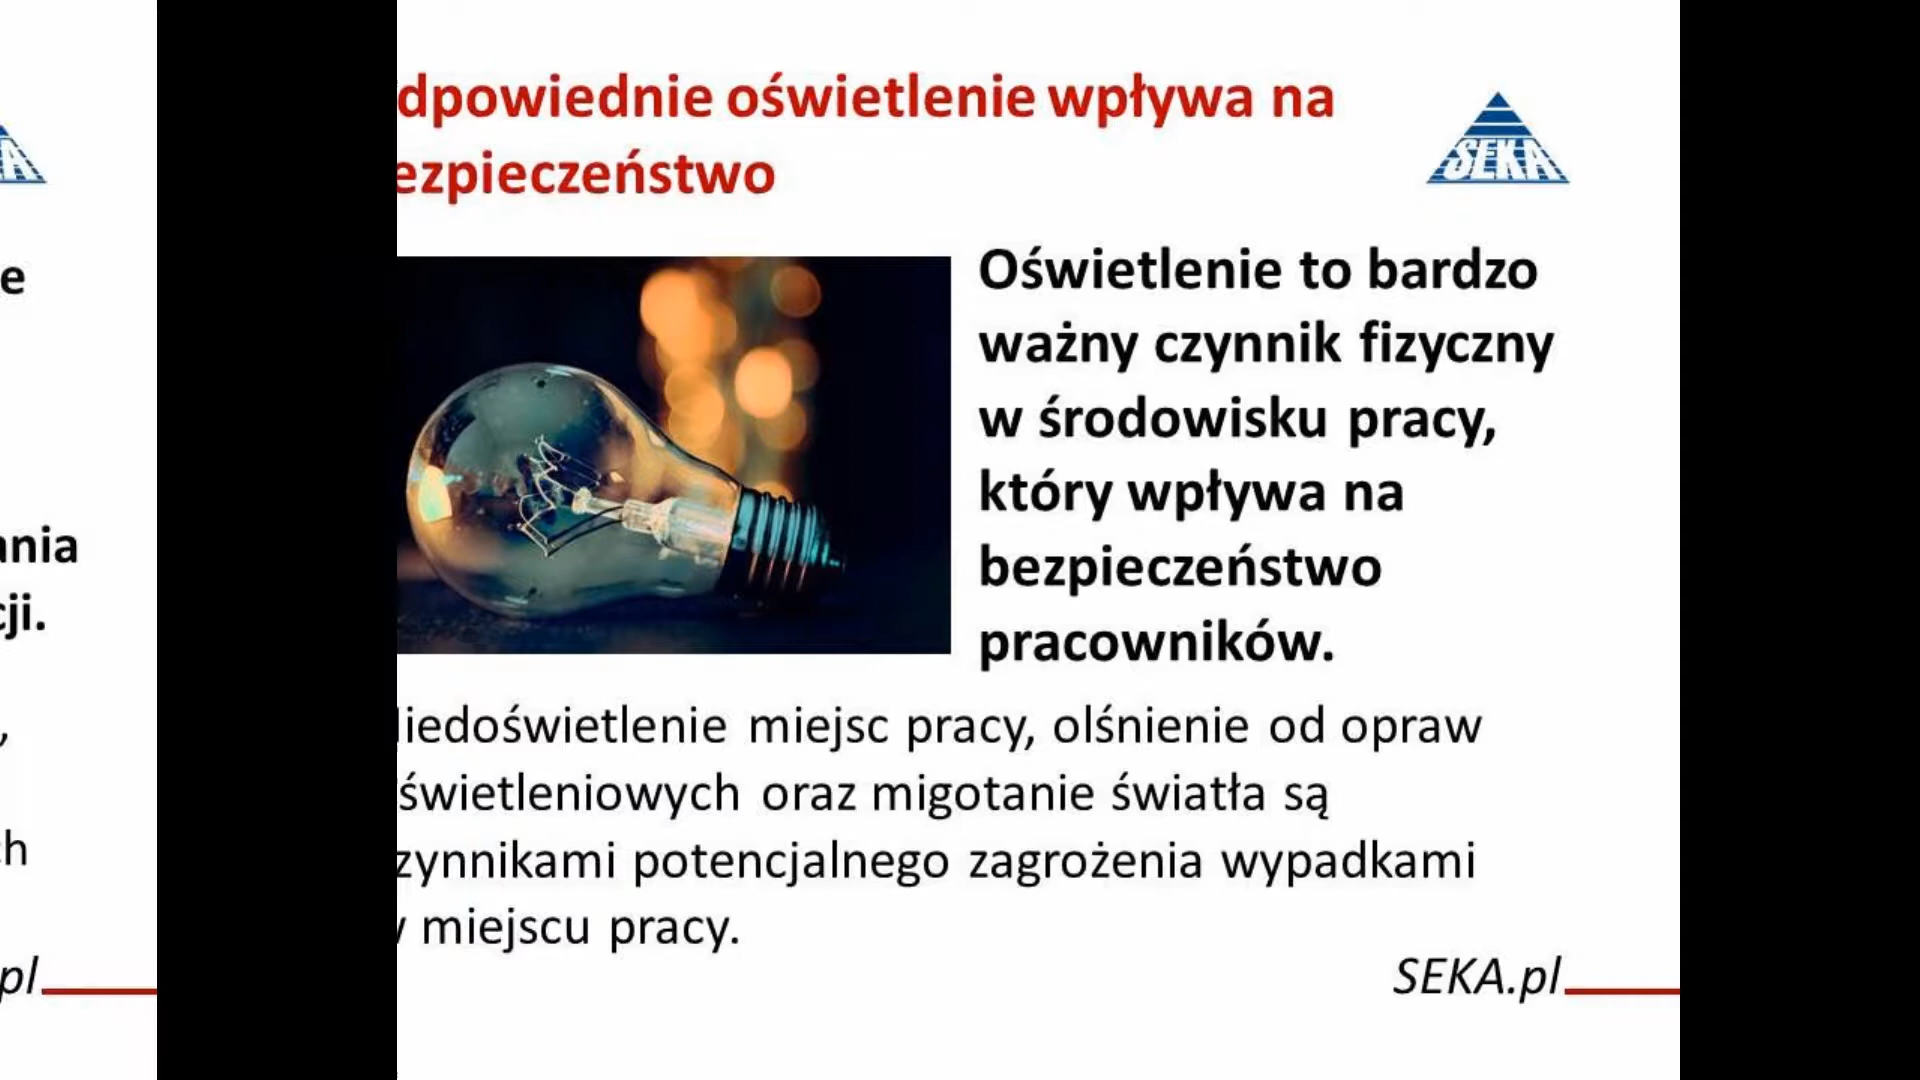 dpowiednie oświetlenie wpływa na
ezpieczeństwo
SEKA
Oświetlenie to bardzo
ważny czynnik fizyczny
w środowisku pracy,
który wpływa na
bezpieczeństwo
pracowników.
iedoświetlenie miejsc pracy, olśnienie od opraw
świetleniowych oraz migotanie światła są
zynnikami potencjalnego zagrożenia wypadkami
miejscu pracy.
SEKA.pl
A
e
ania
cji.
,
h
pl